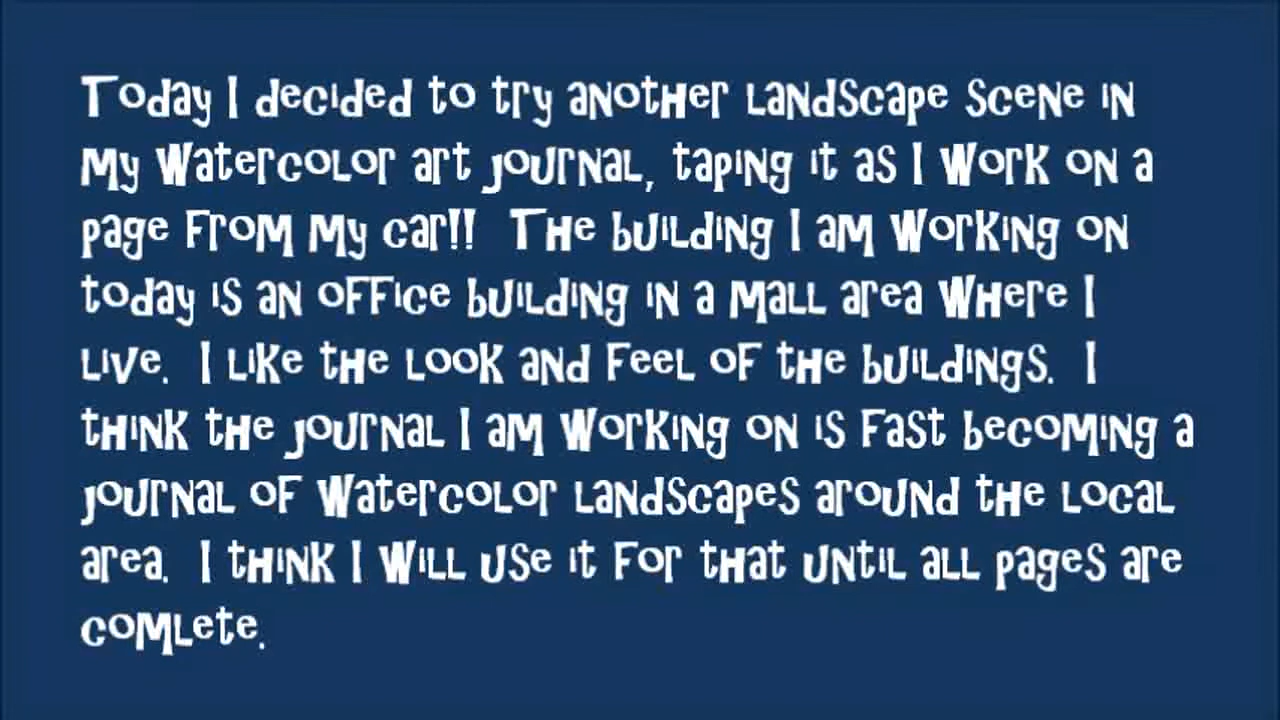 Today I decided to try another landscape scene in
my watercolor art journal, taping it as I work on a
page from my car!!  The building I am working on
today is an office building in a mall area where I
live.  I like the look and feel of the buildings.  I
think the journal I am working on is fast becoming a
journal of watercolor landscapes around the local
area.  I think I will use it for that until all pages are
comlete.